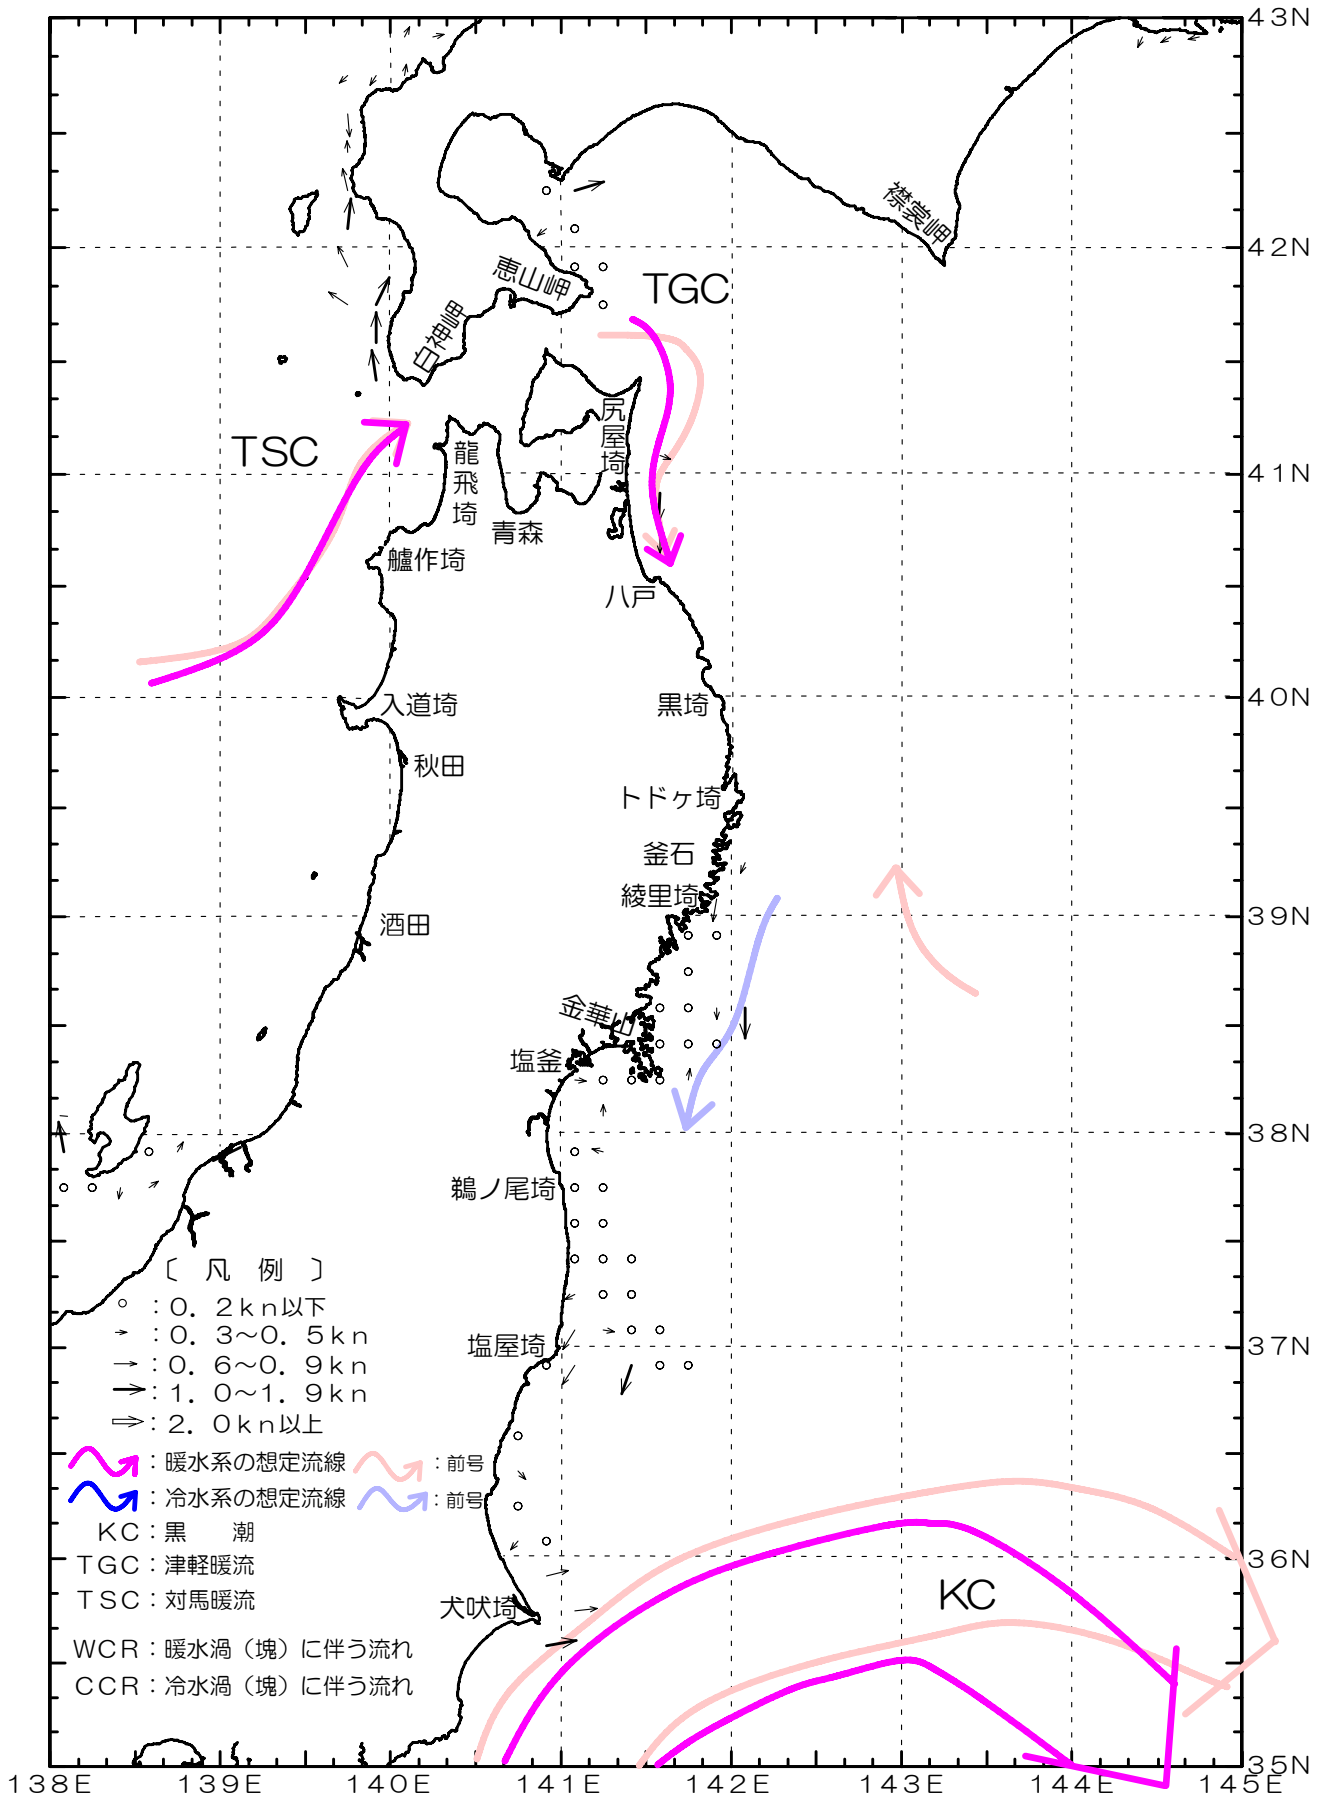 43N
襟裳岬
42N
恵山岬
TGC
白神岬
尻屋埼
TSC
龍飛埼
41N
青森
艫作埼
八戸
入道埼
黒埼
40N
秋田
トドヶ埼
釜石
綾里埼
39N
酒田
金華山
塩釜
38N
鵜ノ尾埼
〔 凡 例 〕
：0．2kn以下
：0．3～0．5kn
塩屋埼
37N
：0．6～0．9kn
：1．0～1．9kn
：2．0kn以上
：暖水系の想定流線 ：前号
：冷水系の想定流線 ：前号
KC：黒 潮
36N
TGC：津軽暖流
TSC：対馬暖流
KC
犬吠埼
WCR：暖水渦（塊）に伴う流れ
CCR：冷水渦（塊）に伴う流れ
35N
138E 139E 140E 141E 142E 143E 144E 145E